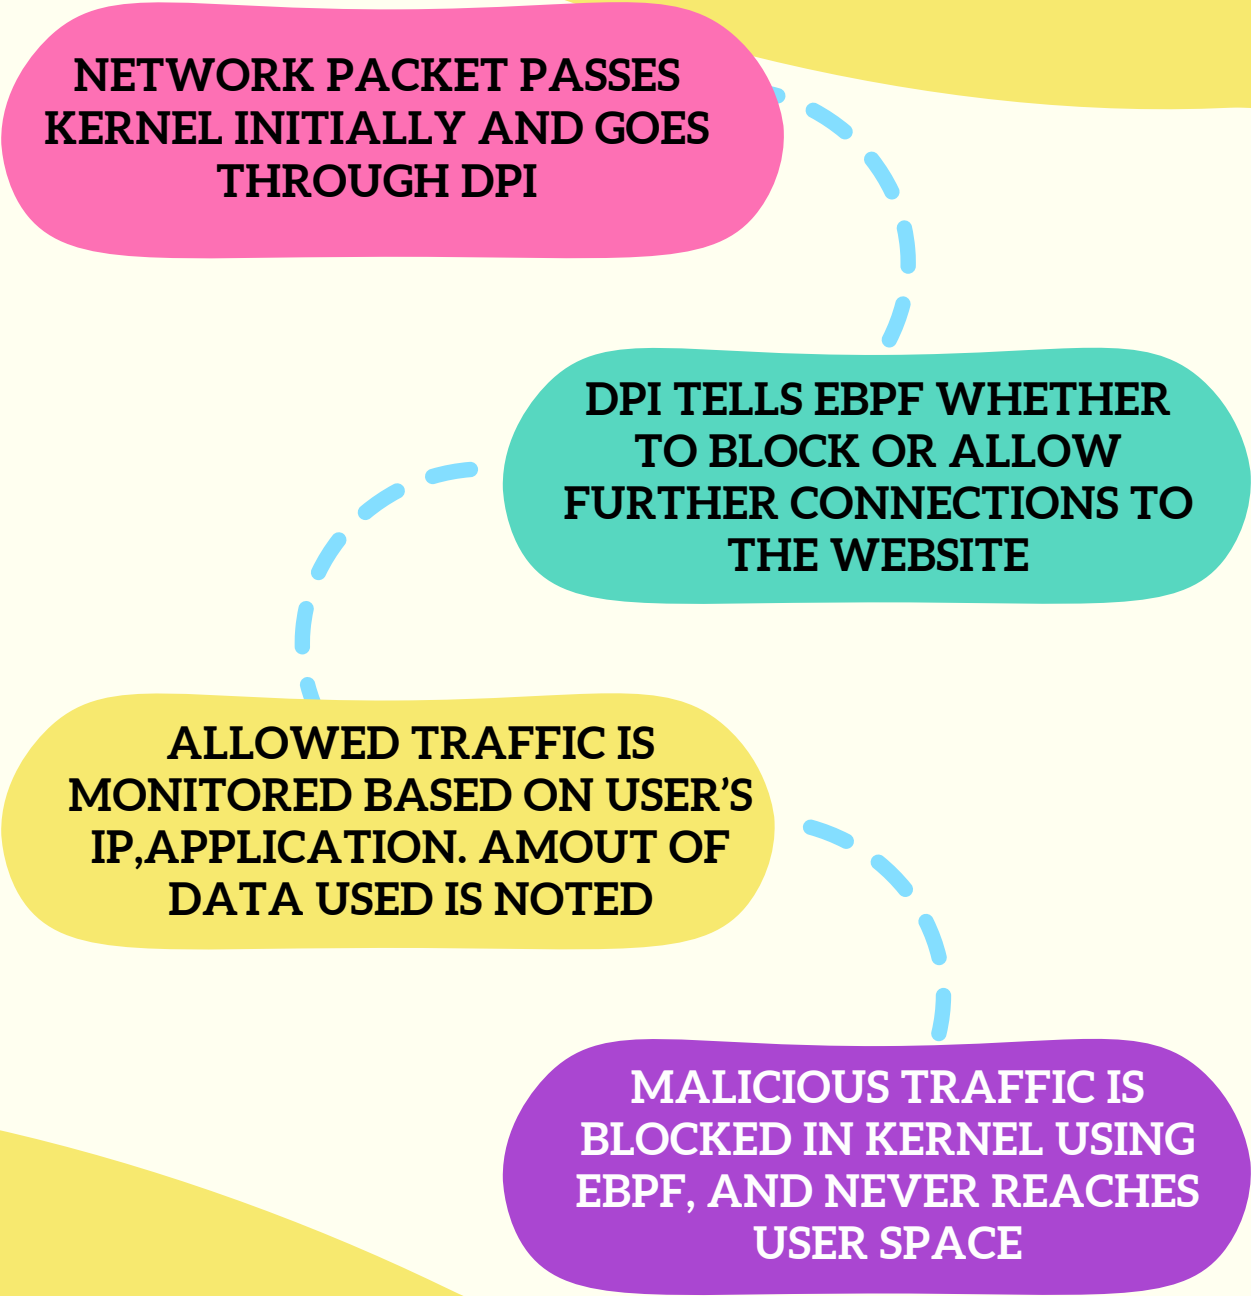 NETWORK PACKET PASSES
KERNEL INITIALLY AND GOES
THROUGH DPI
DPI TELLS EBPF WHETHER
TO BLOCK OR ALLOW
FURTHER CONNECTIONS TO
THE WEBSITE
ALLOWED TRAFFIC IS
MONITORED BASED ON USER’S
IP,APPLICATION. AMOUT OF
DATA USED IS NOTED
MALICIOUS TRAFFIC IS
BLOCKED IN KERNEL USING
EBPF, AND NEVER REACHES
USER SPACE